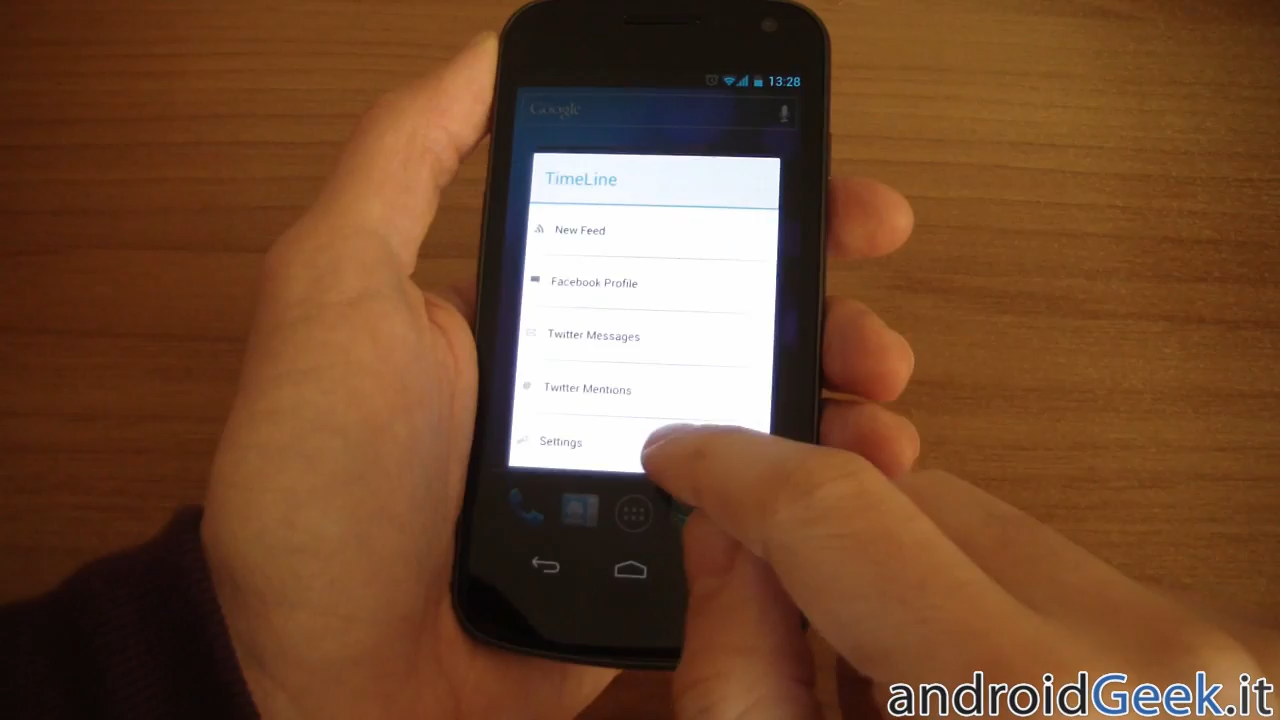 13:28
Google
TimeLine
New Feed
Facebook Profile
Twitter Messages
Twitter Mentions
Settings
androidGeek.it